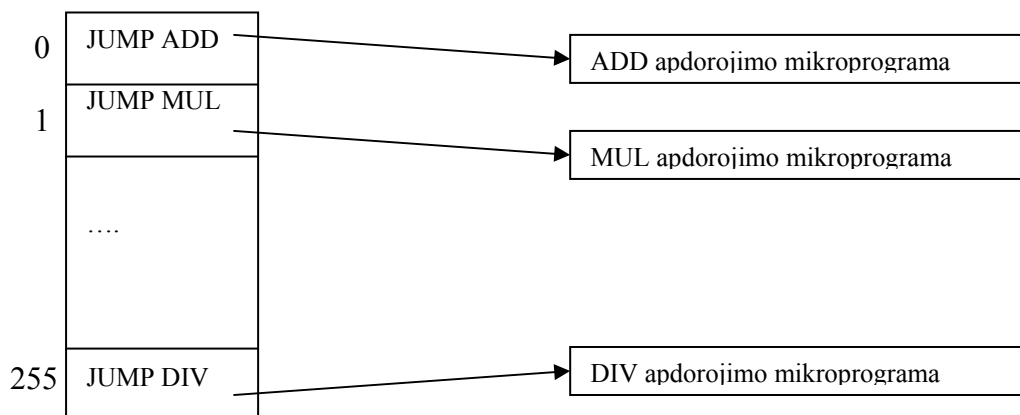 0 JUMP ADD
ADD apdorojimo mikroprograma
1 JUMP MUL
MUL apdorojimo mikroprograma
….
255 JUMP DIV
DIV apdorojimo mikroprograma